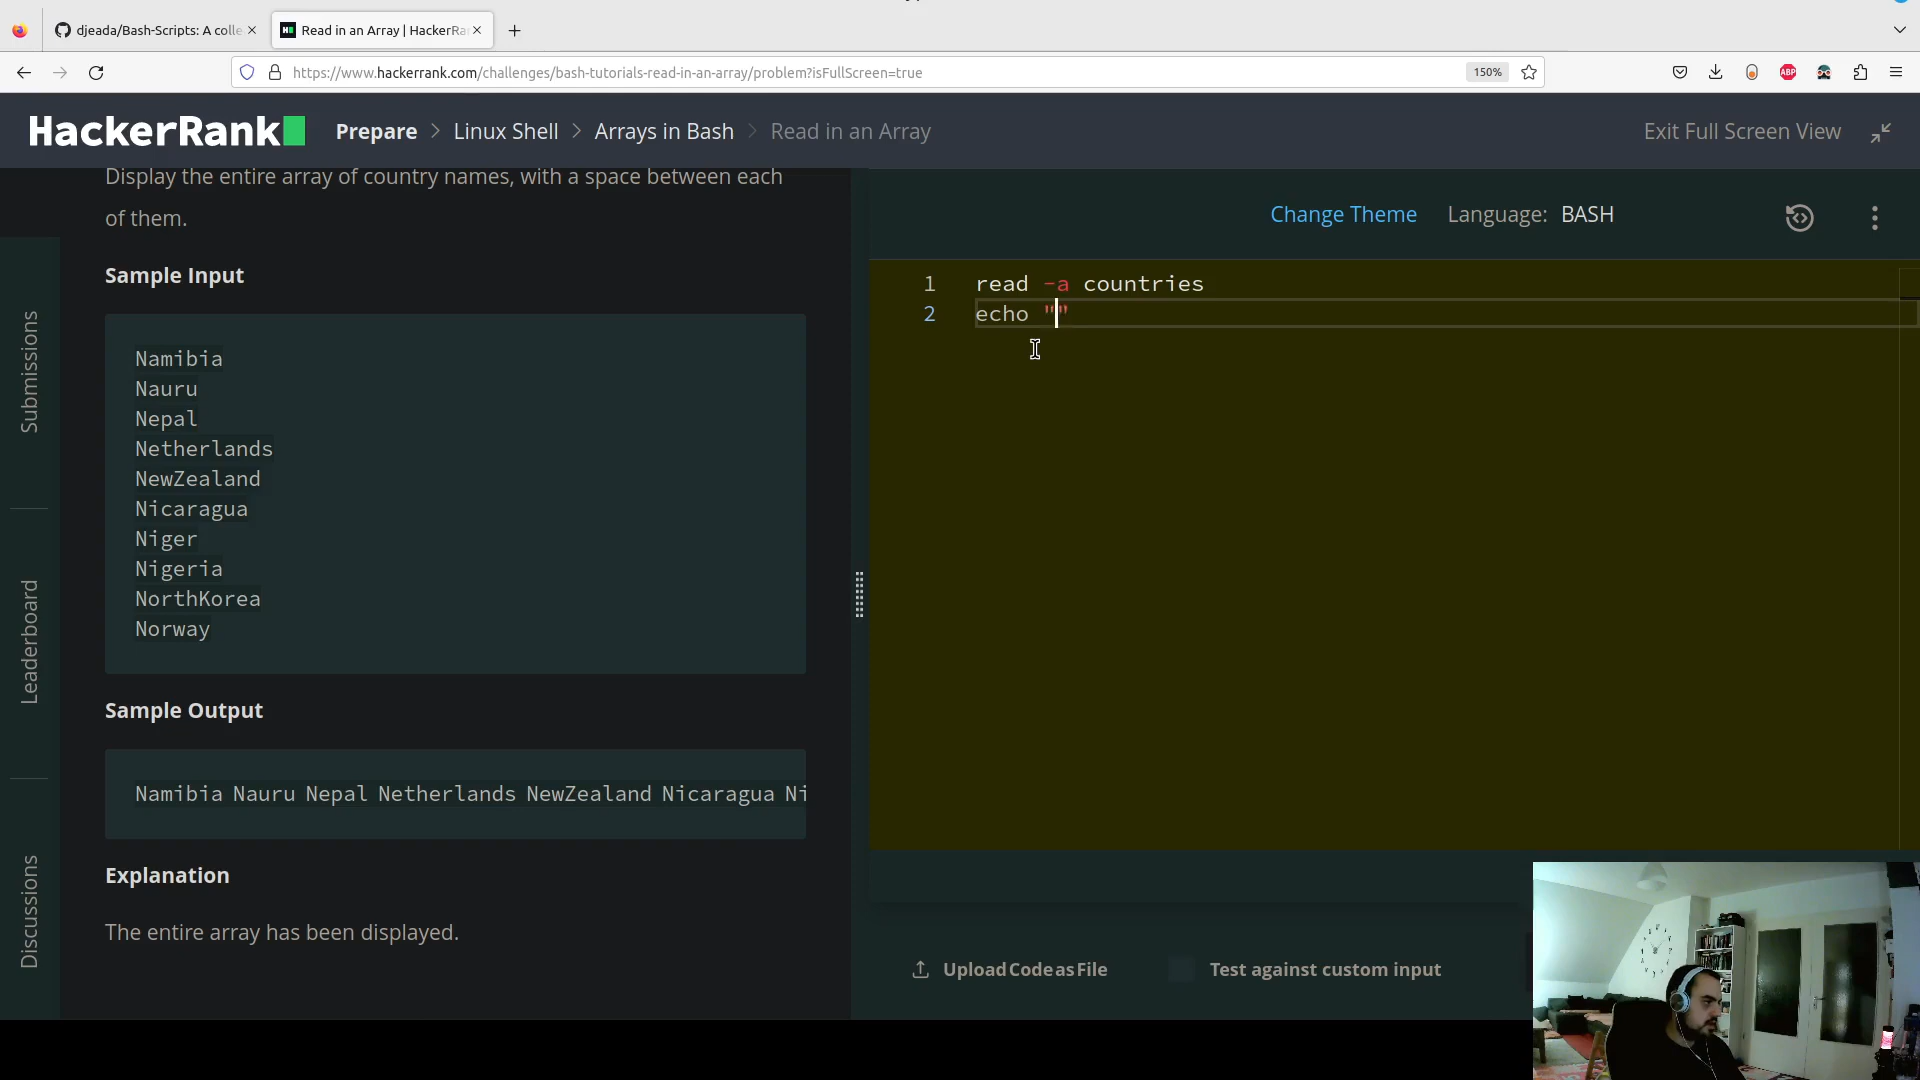 djeada/Bash-Scripts: A colle
Read in an Array | HackerRa
https://www.hackerrank.com/challenges/bash-tutorials-read-in-an-array/problem?isFullScreen=true
150%
ABP
HackerRank
Prepare > Linux Shell > Arrays in Bash > Read in an Array
Exit Full Screen View
Submissions
Leaderboard
Discussions
Display the entire array of country names, with a space between each
of them.
Sample Input
Namibia
Nauru
Nepal
Netherlands
NewZealand
Nicaragua
Niger
Nigeria
NorthKorea
Norway
Sample Output
Namibia Nauru Nepal Netherlands NewZealand Nicaragua Ni
Explanation
The entire array has been displayed.
Change Theme
Language: BASH
1 read -a countries
2 echo ""
Upload Code as File
Test against custom input